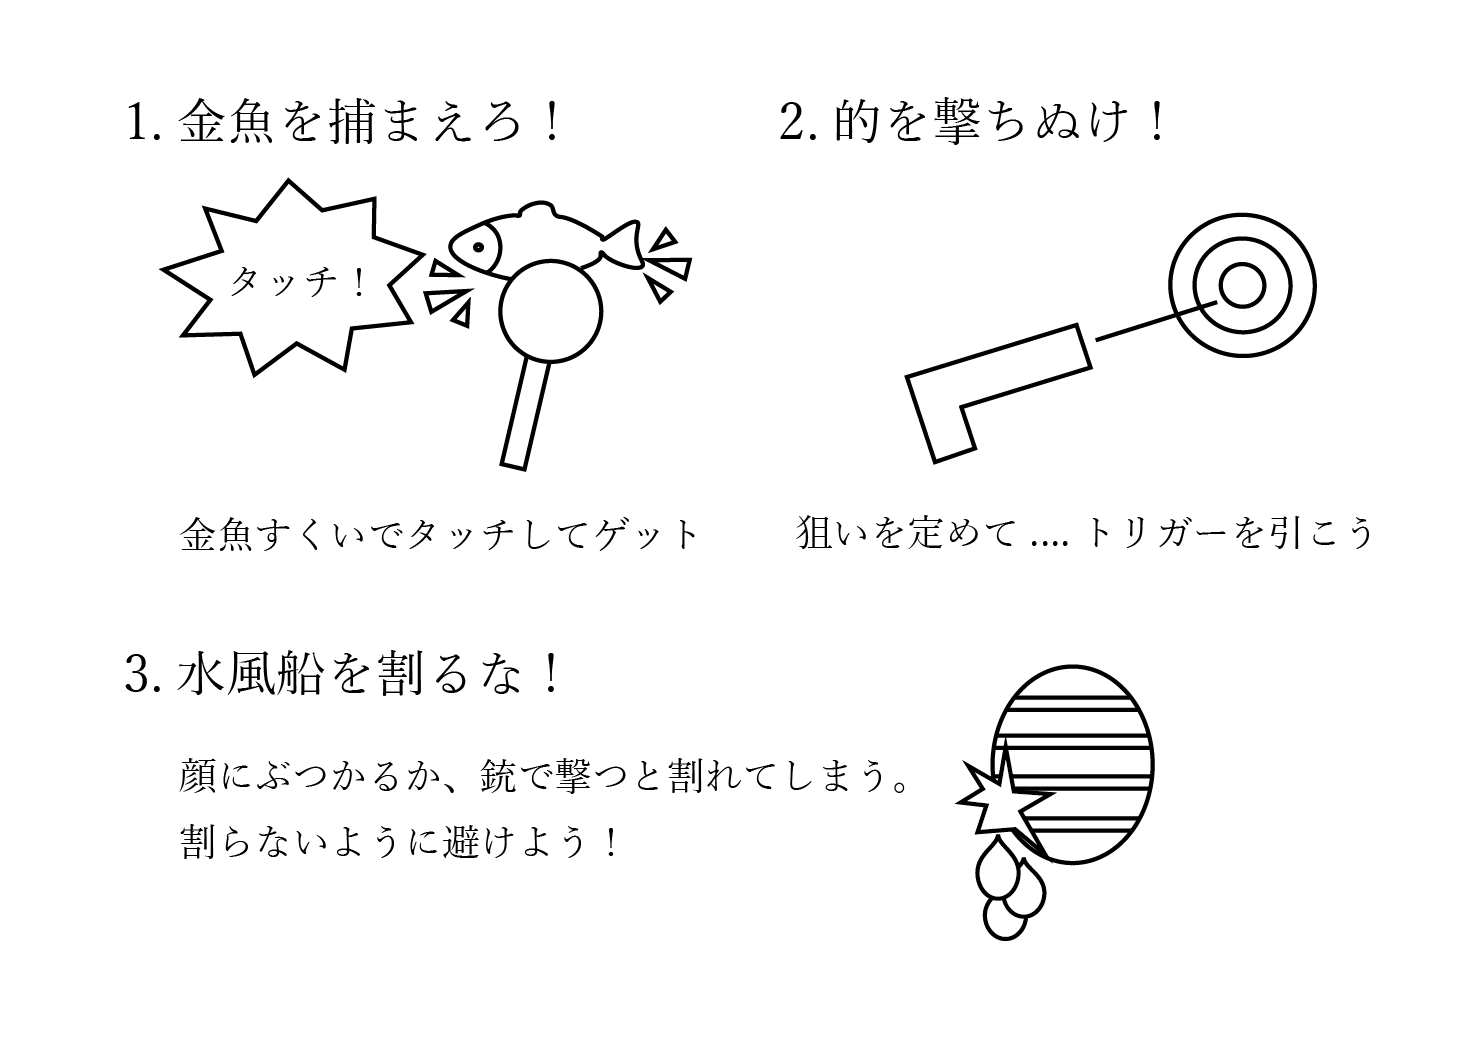 1. 金魚を捕まえろ！
2. 的を撃ちぬけ！
タッチ！
金魚すくいでタッチしてゲット
狙いを定めて .... トリガーを引こう
3. 水風船を割るな！
顔にぶつかるか、銃で撃つと割れてしまう。
割らないように避けよう！